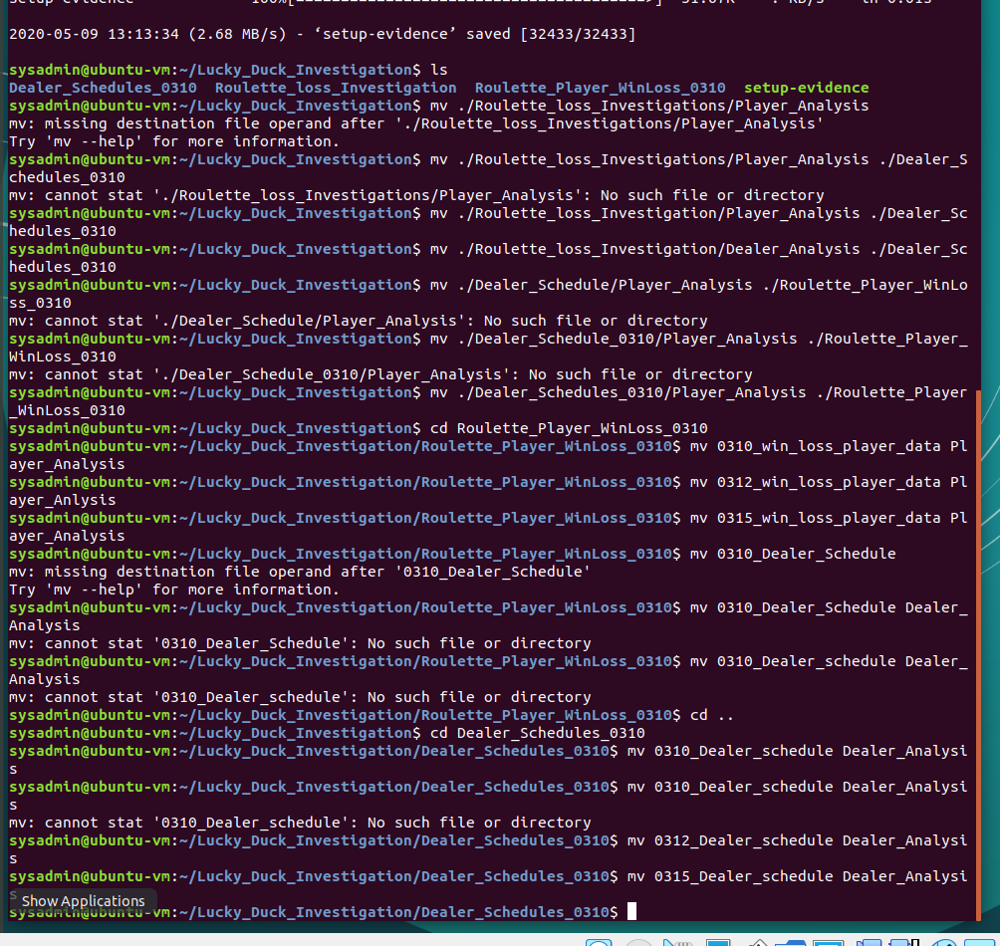 2020-05-09 13:13:34 (2.68 MB/s) - ‘setup-evidence’ saved [32433/32433]
sysadmin@ubuntu-vm:~/Lucky_Duck_Investigation$ ls
Dealer_Schedules_0310  Roulette_loss_Investigation  Roulette_Player_WinLoss_0310  setup-evidence
sysadmin@ubuntu-vm:~/Lucky_Duck_Investigation$ mv ./Roulette_loss_Investigations/Player_Analysis
mv: missing destination file operand after './Roulette_loss_Investigations/Player_Analysis'
Try 'mv --help' for more information.
sysadmin@ubuntu-vm:~/Lucky_Duck_Investigation$ mv ./Roulette_loss_Investigations/Player_Analysis ./Dealer_S
chedules_0310
mv: cannot stat './Roulette_loss_Investigations/Player_Analysis': No such file or directory
sysadmin@ubuntu-vm:~/Lucky_Duck_Investigation$ mv ./Roulette_loss_Investigation/Player_Analysis ./Dealer_Sc
hedules_0310
sysadmin@ubuntu-vm:~/Lucky_Duck_Investigation$ mv ./Roulette_loss_Investigation/Dealer_Analysis ./Dealer_Sc
hedules_0310
sysadmin@ubuntu-vm:~/Lucky_Duck_Investigation$ mv ./Dealer_Schedule/Player_Analysis ./Roulette_Player_WinLo
ss_0310
mv: cannot stat './Dealer_Schedule/Player_Analysis': No such file or directory
sysadmin@ubuntu-vm:~/Lucky_Duck_Investigation$ mv ./Dealer_Schedule_0310/Player_Analysis ./Roulette_Player_
WinLoss_0310
mv: cannot stat './Dealer_Schedule_0310/Player_Analysis': No such file or directory
sysadmin@ubuntu-vm:~/Lucky_Duck_Investigation$ mv ./Dealer_Schedules_0310/Player_Analysis ./Roulette_Player
_WinLoss_0310
sysadmin@ubuntu-vm:~/Lucky_Duck_Investigation$ cd Roulette_Player_WinLoss_0310
sysadmin@ubuntu-vm:~/Lucky_Duck_Investigation/Roulette_Player_WinLoss_0310$ mv 0310_win_loss_player_data Pl
ayer_Analysis
sysadmin@ubuntu-vm:~/Lucky_Duck_Investigation/Roulette_Player_WinLoss_0310$ mv 0312_win_loss_player_data Pl
ayer_Anlysis
sysadmin@ubuntu-vm:~/Lucky_Duck_Investigation/Roulette_Player_WinLoss_0310$ mv 0315_win_loss_player_data Pl
ayer_Analysis
sysadmin@ubuntu-vm:~/Lucky_Duck_Investigation/Roulette_Player_WinLoss_0310$ mv 0310_Dealer_Schedule
mv: missing destination file operand after '0310_Dealer_Schedule'
Try 'mv --help' for more information.
sysadmin@ubuntu-vm:~/Lucky_Duck_Investigation/Roulette_Player_WinLoss_0310$ mv 0310_Dealer_Schedule Dealer_
Analysis
mv: cannot stat '0310_Dealer_Schedule': No such file or directory
sysadmin@ubuntu-vm:~/Lucky_Duck_Investigation/Roulette_Player_WinLoss_0310$ mv 0310_Dealer_schedule Dealer_
Analysis
mv: cannot stat '0310_Dealer_schedule': No such file or directory
sysadmin@ubuntu-vm:~/Lucky_Duck_Investigation/Roulette_Player_WinLoss_0310$ cd ..
sysadmin@ubuntu-vm:~/Lucky_Duck_Investigation$ cd Dealer_Schedules_0310
sysadmin@ubuntu-vm:~/Lucky_Duck_Investigation/Dealer_Schedules_0310$ mv 0310_Dealer_schedule Dealer_Analysi
s
sysadmin@ubuntu-vm:~/Lucky_Duck_Investigation/Dealer_Schedules_0310$ mv 0310_Dealer_schedule Dealer_Analysi
s
mv: cannot stat '0310_Dealer_schedule': No such file or directory
sysadmin@ubuntu-vm:~/Lucky_Duck_Investigation/Dealer_Schedules_0310$ mv 0312_Dealer_schedule Dealer_Analysi
s
sysadmin@ubuntu-vm:~/Lucky_Duck_Investigation/Dealer_Schedules_0310$ mv 0315_Dealer_schedule Dealer_Analysi
s
Show Applications
sysadmin@ubuntu-vm:~/Lucky_Duck_Investigation/Dealer_Schedules_0310$